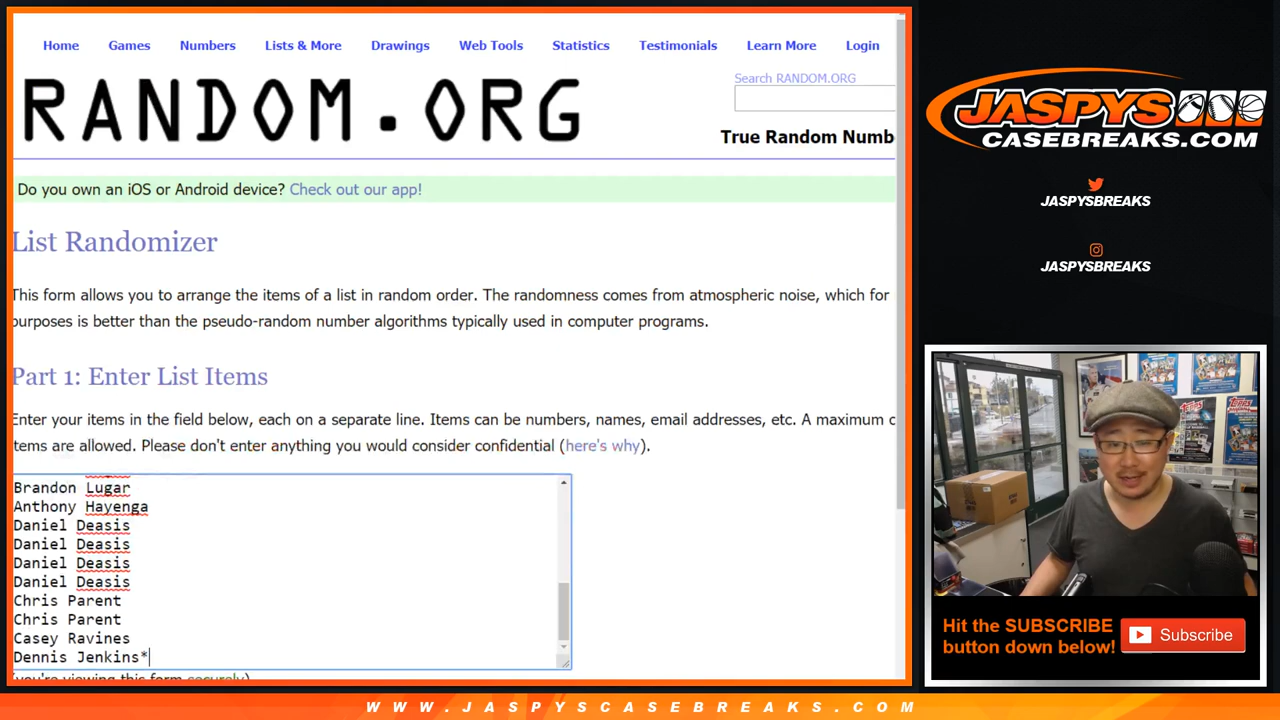 Home Games Numbers Lists & More Drawings Web Tools Statistics Testimonials Learn More Login
RANDOM.ORG
Search RANDOM.ORG
True Random Numb
Do you own an iOS or Android device? Check out our app!
List Randomizer
This form allows you to arrange the items of a list in random order. The randomness comes from atmospheric noise, which for
purposes is better than the pseudo-random number algorithms typically used in computer programs.
Part 1: Enter List Items
Enter your items in the field below, each on a separate line. Items can be numbers, names, email addresses, etc. A maximum o
tems are allowed. Please don't enter anything you would consider confidential (here's why).
Brandon Lugar
Anthony Hayenga
Daniel Deasis
Daniel Deasis
Daniel Deasis
Daniel Deasis
Chris Parent
Chris Parent
Casey Ravines
Dennis Jenkins*
(you're viewing this form securely)
JASPYS
CASEBREAKS.COM
JASPYSBREAKS
JASPYSBREAKS
Hit the SUBSCRIBE
button down below!
Subscribe
WWW.JASPYSCASEBREAKS.COM